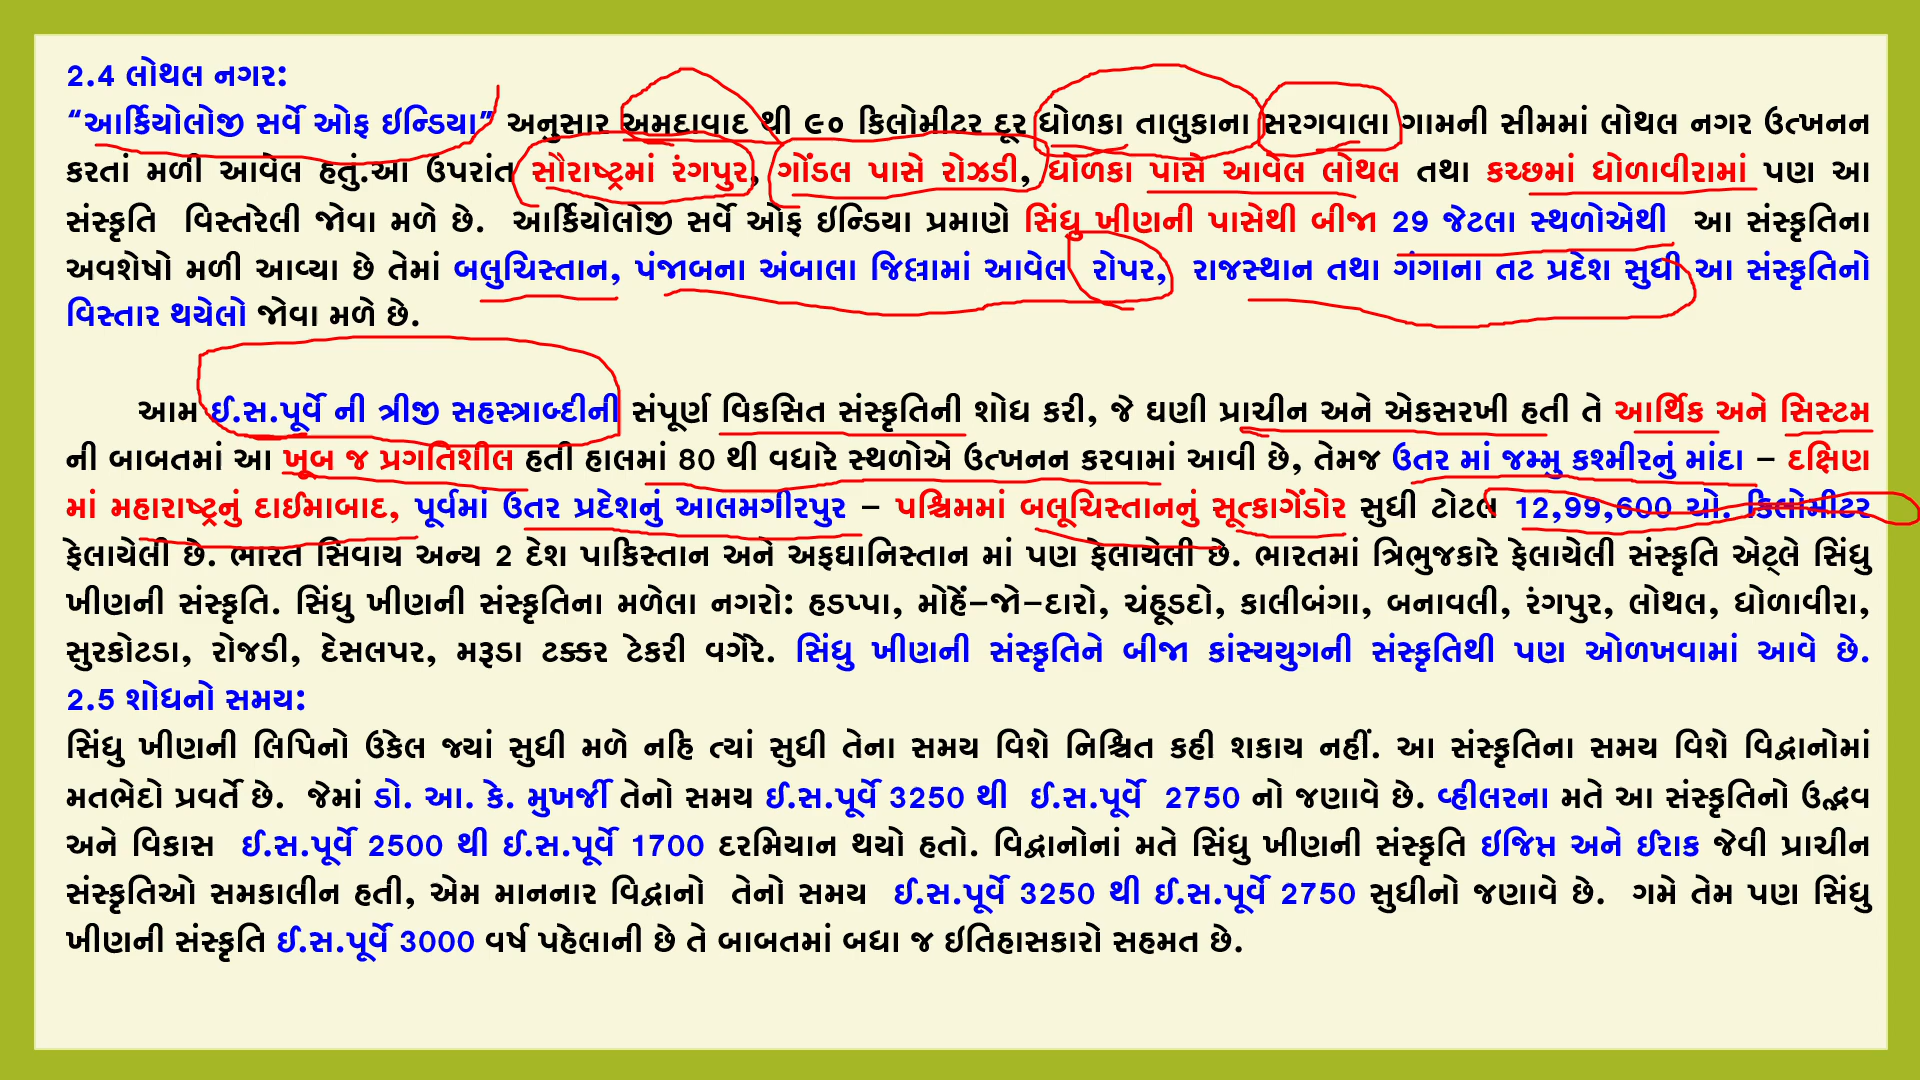 2.4 લોથલ નગર:
“આર્કિયોલોજી સર્વે ઓફ ઇન્ડિયા” અનુસાર અમદાવાદ થી ૯૦ કિલોમીટર દૂર ધોળકા તાલુકાના સરગવાલા ગામની સીમમાં લોથલ નગર ઉત્ખનન
કરતાં મળી આવેલ હતું.આ ઉપરાંત સૌરાષ્ટ્રમાં રંગપુર, ગોંડલ પાસે રોઝડી, ધોળકા પાસે આવેલ લોથલ તથા કચ્છમાં ધોળાવીરામાં પણ આ
સંસ્કૃતિ વિસ્તરેલી જોવા મળે છે. આર્કિયોલોજી સર્વે ઓફ ઇન્ડિયા પ્રમાણે સિંધુ ખીણની પાસેથી બીજા 29 જેટલા સ્થળોએથી આ સંસ્કૃતિના
અવશેષો મળી આવ્યા છે તેમાં બલુચિસ્તાન, પંજાબના અંબાલા જિલ્લામાં આવેલ રોપર, રાજસ્થાન તથા ગંગાના તટ પ્રદેશ સુધી આ સંસ્કૃતિનો
વિસ્તાર થયેલો જોવા મળે છે.
આમ ઈ.સ.પૂર્વે ની ત્રીજી સહસ્ત્રાબ્દીની સંપૂર્ણ વિકસિત સંસ્કૃતિની શોધ કરી, જે ઘણી પ્રાચીન અને એકસરખી હતી તે આર્થિક અને સિસ્ટમ
ની બાબતમાં આ ખૂબ જ પ્રગતિશીલ હતી હાલમાં 80 થી વધારે સ્થળોએ ઉત્ખનન કરવામાં આવી છે, તેમજ ઉતર માં જમ્મુ કશ્મીરનું માંદા – દક્ષિણ
માં મહારાષ્ટ્રનું દાઈમાબાદ, પૂર્વમાં ઉતર પ્રદેશનું આલમગીરપુર – પશ્ચિમમાં બલૂચિસ્તાનનું સૂત્કાગેંડોર સુધી ટોટલ 12,99,600 ચો. કિલોમીટર
ફેલાયેલી છે. ભારત સિવાય અન્ય 2 દેશ પાકિસ્તાન અને અફઘાનિસ્તાન માં પણ ફેલાયેલી છે. ભારતમાં ત્રિભુજકારે ફેલાયેલી સંસ્કૃતિ એટ્લે સિંધુ
ખીણની સંસ્કૃતિ. સિંધુ ખીણની સંસ્કૃતિના મળેલા નગરો: હડપ્પા, મોહેં–જો–દારો, ચંહૂડદો, કાલીબંગા, બનાવલી, રંગપુર, લોથલ, ધોળાવીરા,
સુરકોટડા, રોજડી, દેસલપર, મરૂડા ટક્કર ટેકરી વગેંરે. સિંધુ ખીણની સંસ્કૃતિને બીજા કાંસ્યયુગની સંસ્કૃતિથી પણ ઓળખવામાં આવે છે.
2.5 શોધનો સમય:
સિંધુ ખીણની લિપિનો ઉકેલ જ્યાં સુધી મળે નહિ ત્યાં સુધી તેના સમય વિશે નિશ્ચિત કહી શકાય નહીં. આ સંસ્કૃતિના સમય વિશે વિદ્વાનોમાં
મતભેદો પ્રવર્તે છે. જેમાં ડો. આ. કે. મુખર્જી તેનો સમય ઈ.સ.પૂર્વે 3250 થી ઈ.સ.પૂર્વે 2750 નો જણાવે છે. વ્હીલરના મતે આ સંસ્કૃતિનો ઉદ્ભવ
અને વિકાસ ઈ.સ.પૂર્વે 2500 થી ઈ.સ.પૂર્વે 1700 દરમિયાન થયો હતો. વિદ્વાનોનાં મતે સિંધુ ખીણની સંસ્કૃતિ ઇજિપ્ત અને ઈરાક જેવી પ્રાચીન
સંસ્કૃતિઓ સમકાલીન હતી, એમ માનનાર વિદ્વાનો તેનો સમય ઈ.સ.પૂર્વે 3250 થી ઈ.સ.પૂર્વે 2750 સુધીનો જણાવે છે. ગમે તેમ પણ સિંધુ
ખીણની સંસ્કૃતિ ઈ.સ.પૂર્વે 3000 વર્ષ પહેલાની છે તે બાબતમાં બધા જ ઇતિહાસકારો સહમત છે.